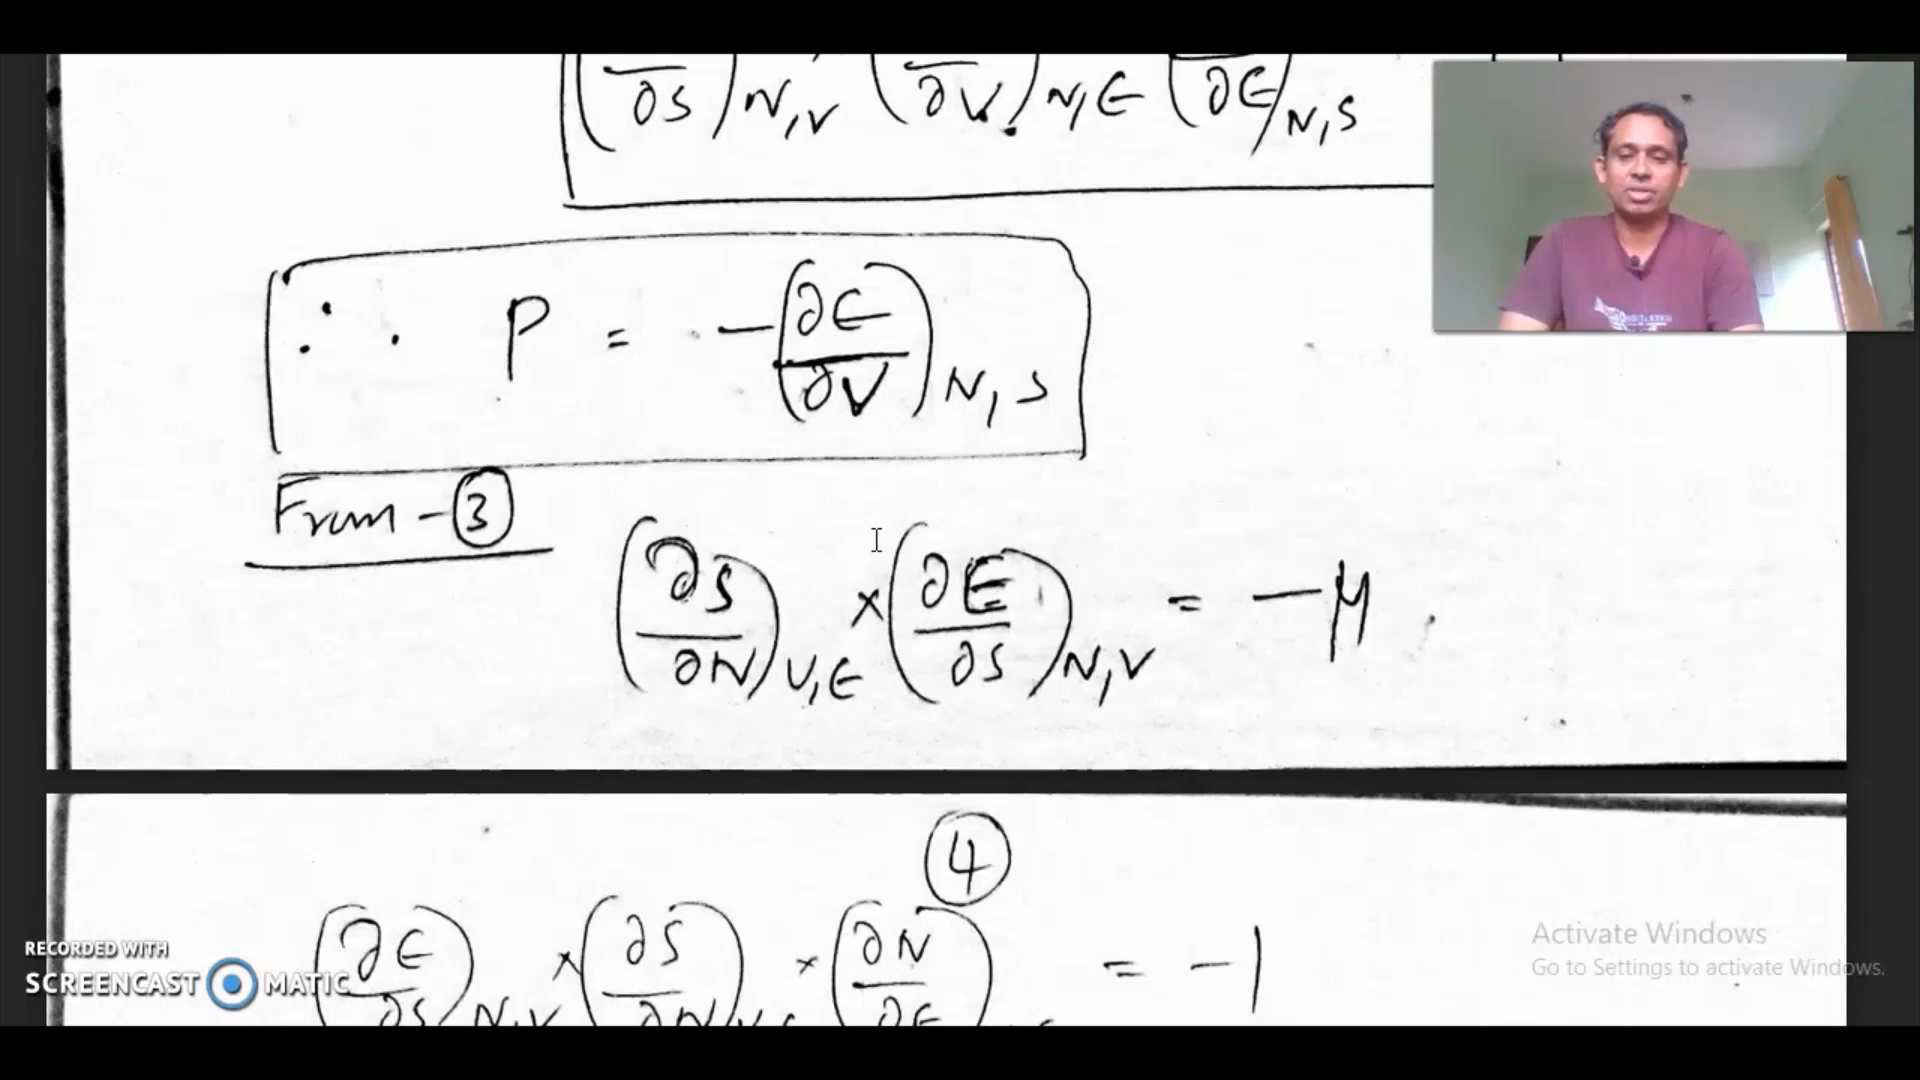 (— / ∂S)N,V (— / ∂V)N,E (— / ∂E)N,S
∴ P = -(∂E/∂V)N,S
From - ③
(∂S/∂N)V,E × (∂E/∂S)N,V = -μ.
④
(∂E/∂S)N,V × (∂S/∂N)V,E × (∂N/∂E) = -1
Activate Windows
Go to Settings to activate Windows.
RECORDED WITH
SCREENCAST MATIC